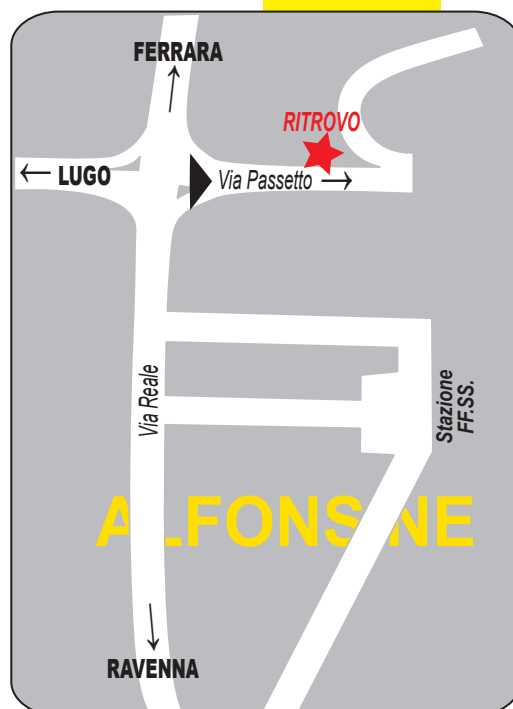 FERRARA
RITROVO
← LUGO
Via Passetto →
Via Reale
Stazione
FF.SS.
ALFONSINE
RAVENNA